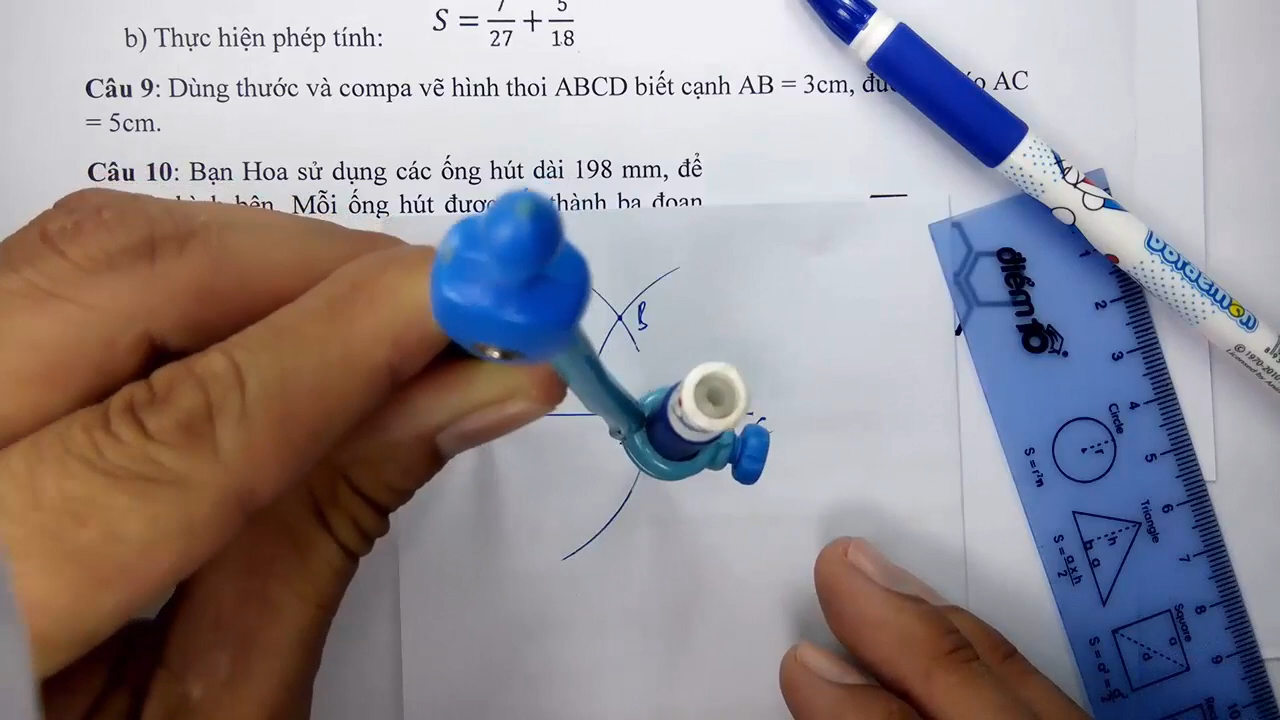 b) Thực hiện phép tính: S = 7/27 + 5/18
Câu 9: Dùng thước và compa vẽ hình thoi ABCD biết cạnh AB = 3cm, AC
= 5cm.
Câu 10: Bạn Hoa sử dụng các ống hút dài 198 mm, để
bên. Mỗi ống hút được thành ba đoạn
B
Doraemon
điểm 10
1 2 3 4 5 6 7 8 9 10
Circle
r
S = r²π
Triangle
h
a
S = a x h / 2
Square
a
d